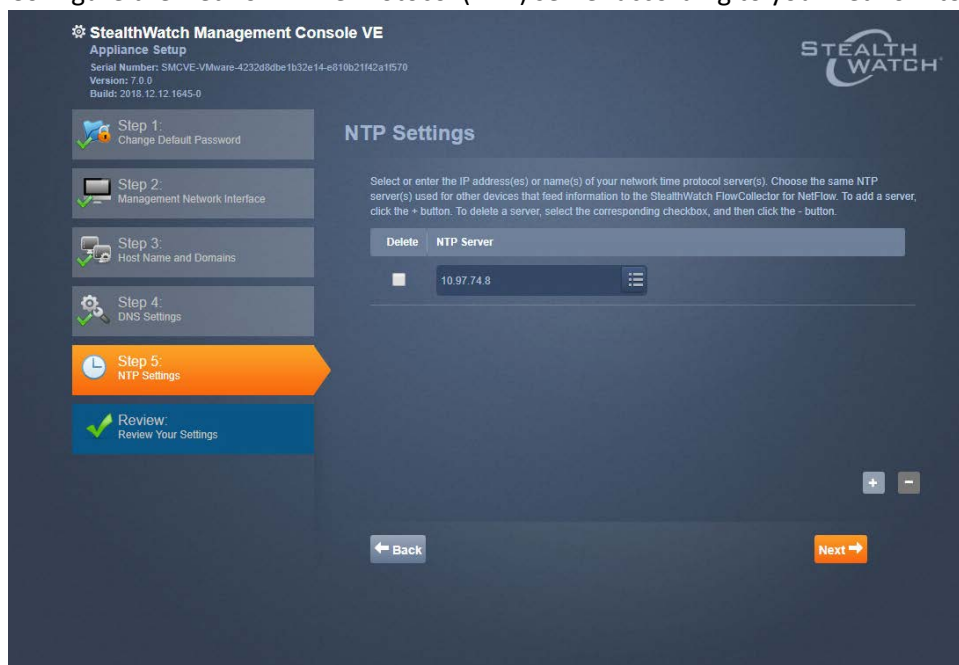 StealthWatch Management Console VE
Appliance Setup
Serial Number: SMCVE-VMware-4232d8dbe1b32e14-e810b21f42a1f570
Version: 7.0.0
Build: 2018.12.12.1645-0
STEALTH
WATCH
Step 1:
Change Default Password
Step 2:
Management Network Interface
Step 3:
Host Name and Domains
Step 4:
DNS Settings
Step 5:
NTP Settings
Review:
Review Your Settings
NTP Settings
Select or enter the IP address(es) or name(s) of your network time protocol server(s). Choose the same NTP
server(s) used for other devices that feed information to the StealthWatch FlowCollector for NetFlow. To add a server,
click the + button. To delete a server, select the corresponding checkbox, and then click the - button.
Delete NTP Server
10.97.74.8
+ -
Back
Next